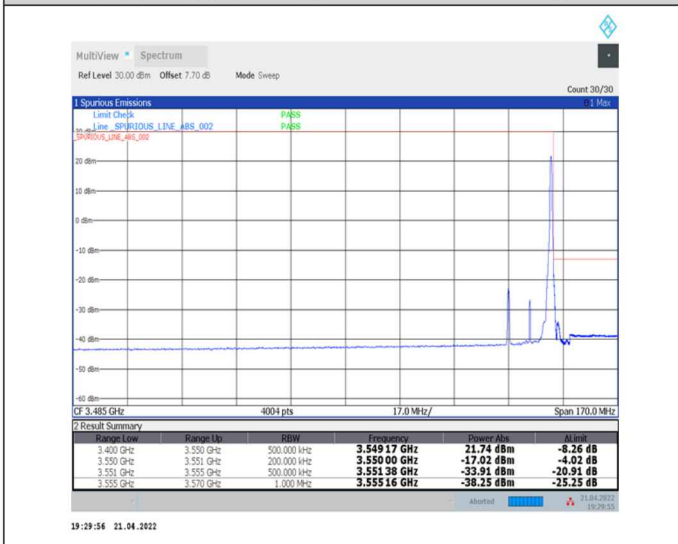 MultiView Spectrum
Ref Level 30.00 dBm Offset 7.70 dB Mode Sweep
Count 30/30
1 Spurious Emissions 1 Max
Limit Check PASS
Line _SPURIOUS_LINE_ABS_002 PASS
30 dBm
_SPURIOUS_LINE_ABS_002
20 dBm
10 dBm
0 dBm
-10 dBm
-20 dBm
-30 dBm
-40 dBm
-50 dBm
-60 dBm
CF 3.485 GHz 4004 pts 17.0 MHz/ Span 170.0 MHz
2 Result Summary
Range Low Range Up RBW Frequency Power Abs ΔLimit
3.400 GHz 3.550 GHz 500.000 kHz 3.549 17 GHz 21.74 dBm -8.26 dB
3.550 GHz 3.551 GHz 200.000 kHz 3.550 00 GHz -17.02 dBm -4.02 dB
3.551 GHz 3.555 GHz 500.000 kHz 3.551 38 GHz -33.91 dBm -20.91 dB
3.555 GHz 3.570 GHz 1.000 MHz 3.555 16 GHz -38.25 dBm -25.25 dB
Aborted 21.04.2022
19:29:55
19:29:56 21.04.2022